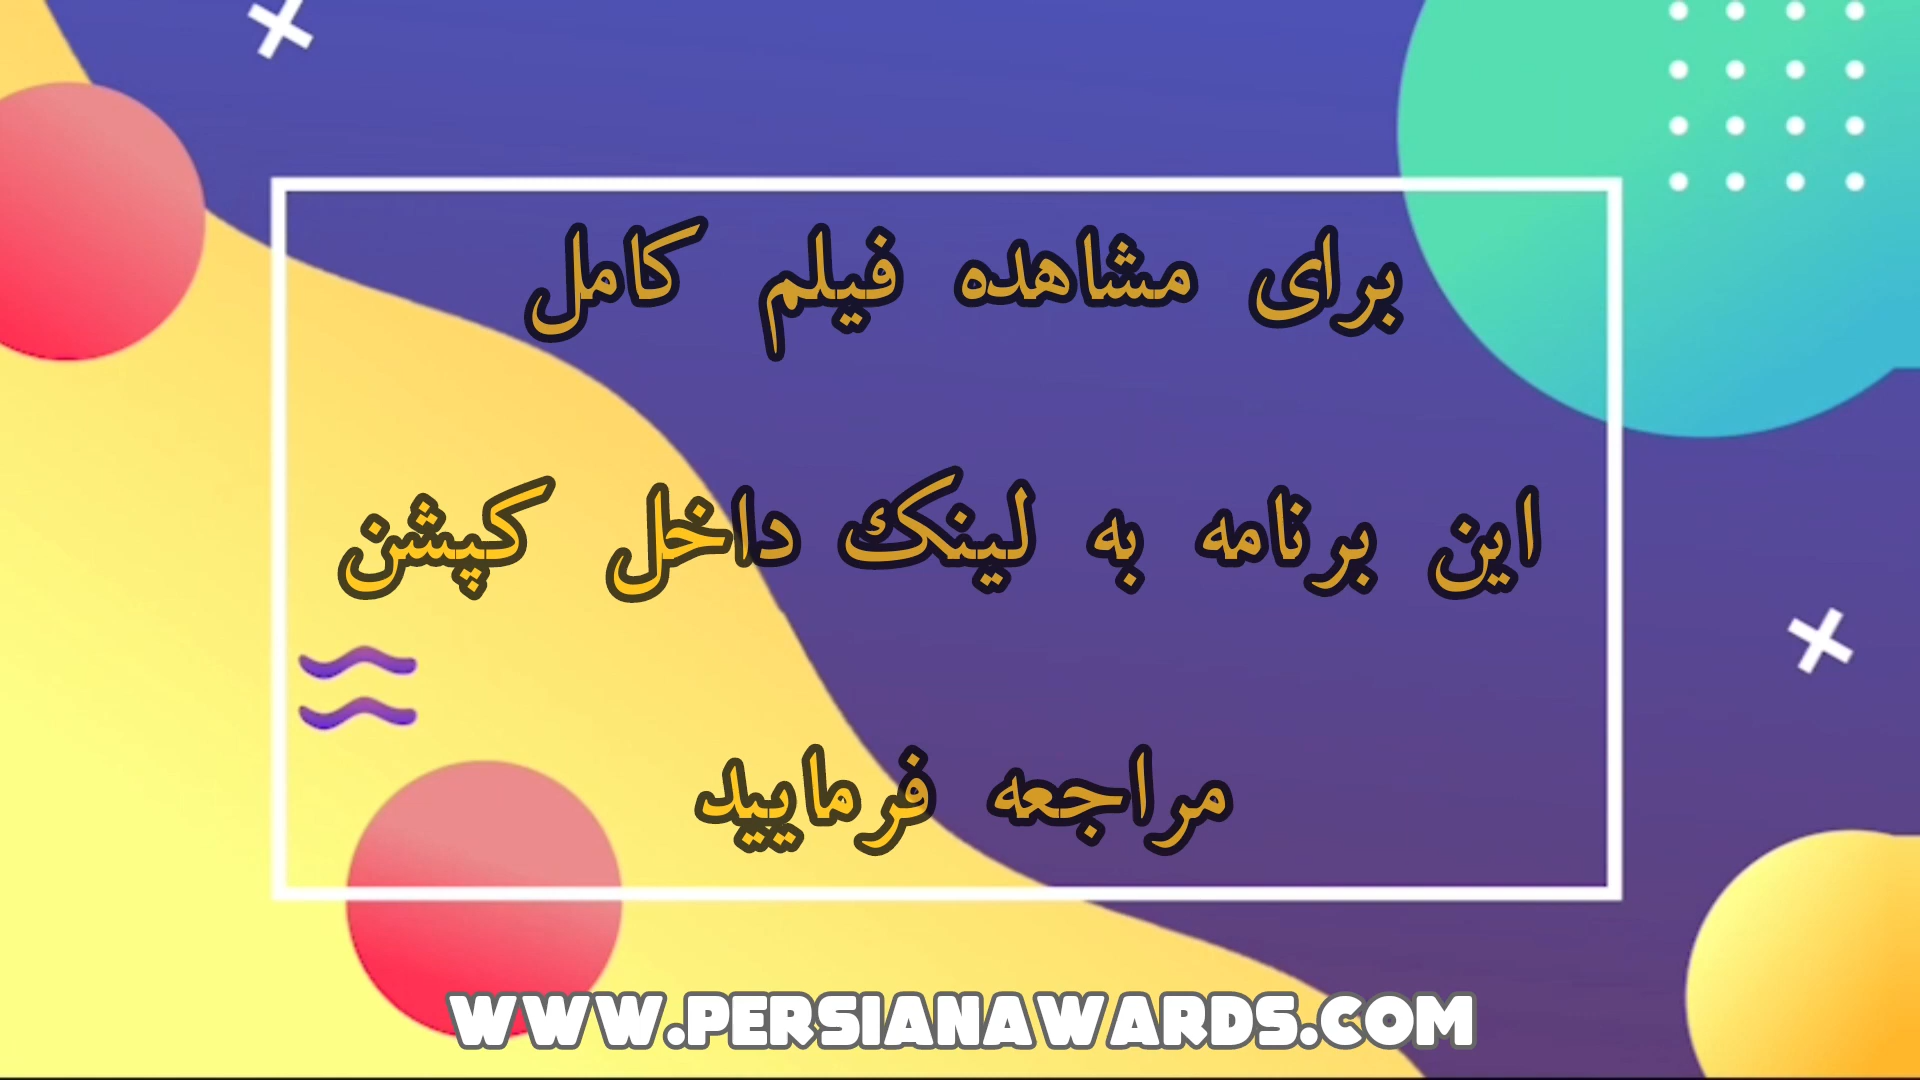 برای مشاهده فیلم کامل
این برنامه به لینک داخل کپشن
مراجعه فرمایید
WWW.PERSIANAWARDS.COM